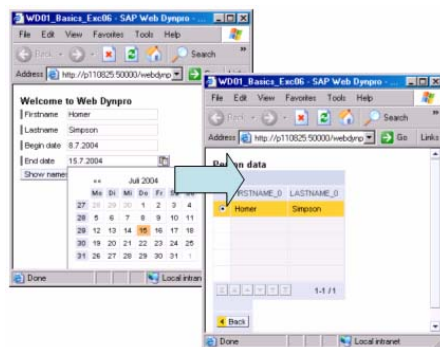 WD01_Basics_Exc06 - SAP Web Dynpro - ...
File Edit View Favorites Tools Help
Back Search
Address http://p110825:50000/webdynp
Welcome to Web Dynpro
Firstname Homer
Lastname Simpson
Begin date 8.7.2004
End date 15.7.2004
Show name
Juli 2004
Mo Di Mi Do Fr
27 28 29 30 1 2 3 4
28 5 6 7 8 9 10 11
29 12 13 14 15 16 17 18
30 19 20 21 22 23 24 25
31 26 27 28 29 30 31 1
Done Local intranet
WD01_Basics_Exc06 - SAP Web Dynpro - ...
File Edit View Favorites Tools Help
Back Search
Address http://p110825:50000/webdynp Go Links
data
FIRSTNAME_0 LASTNAME_0
Homer Simpson
1-1 /1
Back
Done Local intranet